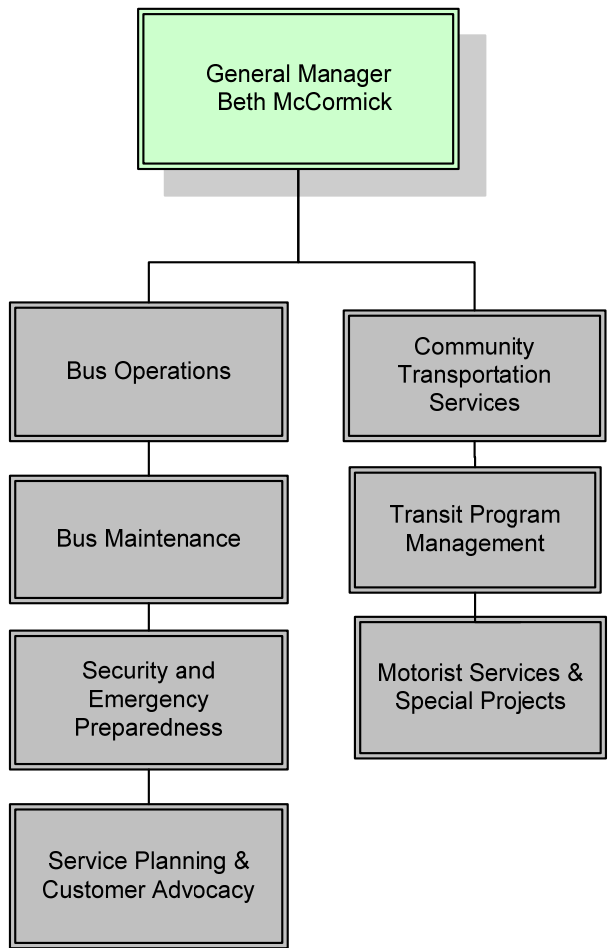 General Manager
Beth McCormick
Bus Operations
Bus Maintenance
Security and
Emergency
Preparedness
Service Planning &
Customer Advocacy
Community
Transportation
Services
Transit Program
Management
Motorist Services &
Special Projects